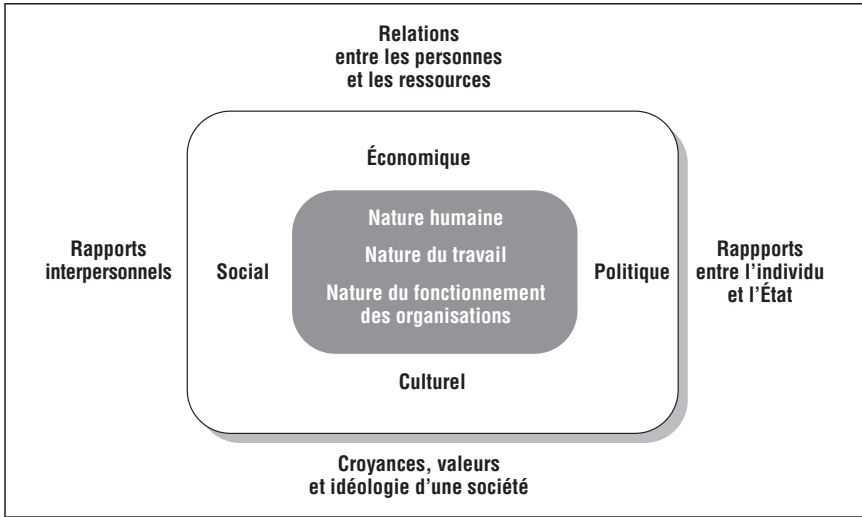 Relations
entre les personnes
et les ressources
Économique
Nature humaine
Nature du travail
Nature du fonctionnement
des organisations
Rapports
interpersonnels
Social
Politique
Rappports
entre l’individu
et l’État
Culturel
Croyances, valeurs
et idéologie d’une société